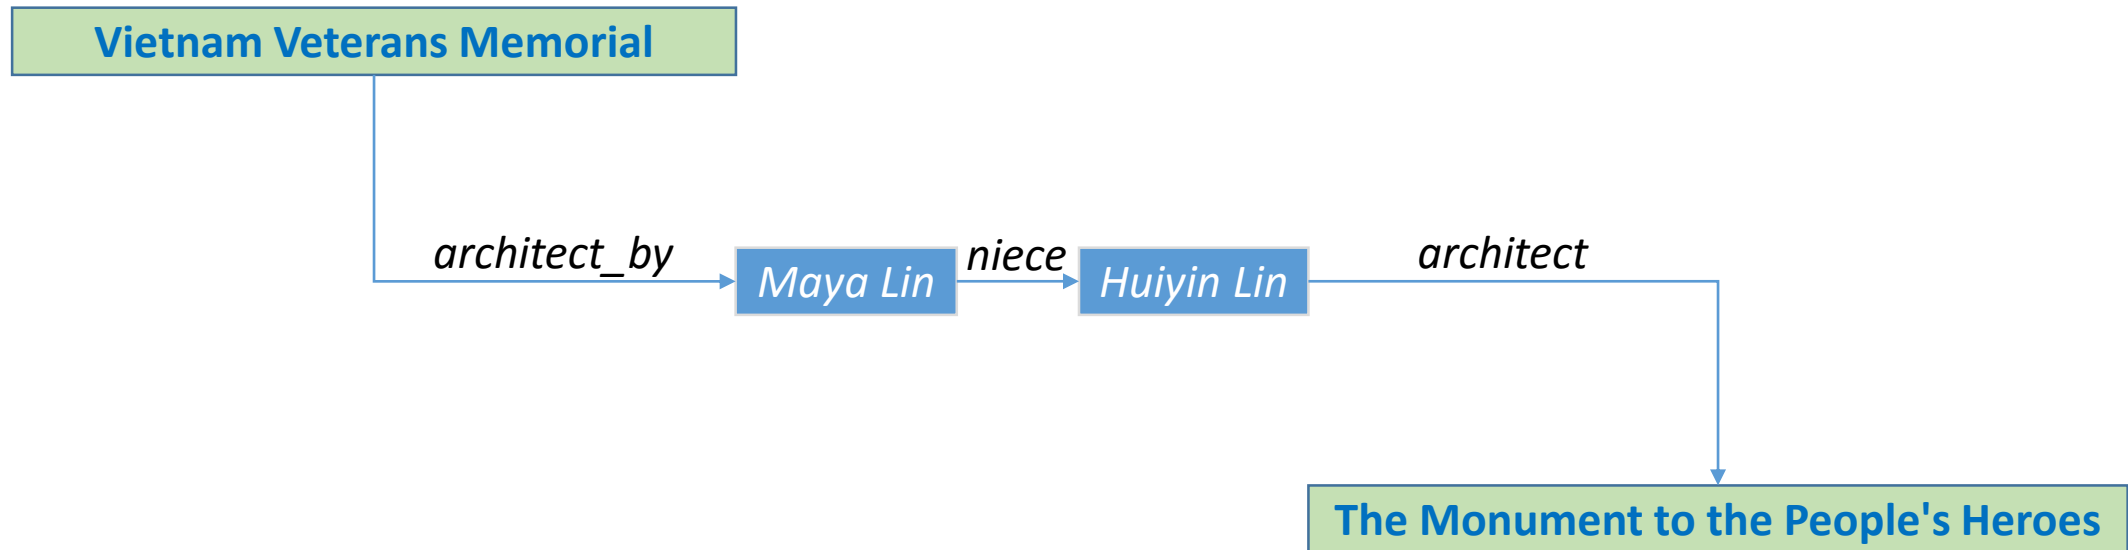 Vietnam Veterans Memorial
architect_by
Maya Lin
niece
Huiyin Lin
architect
The Monument to the People's Heroes